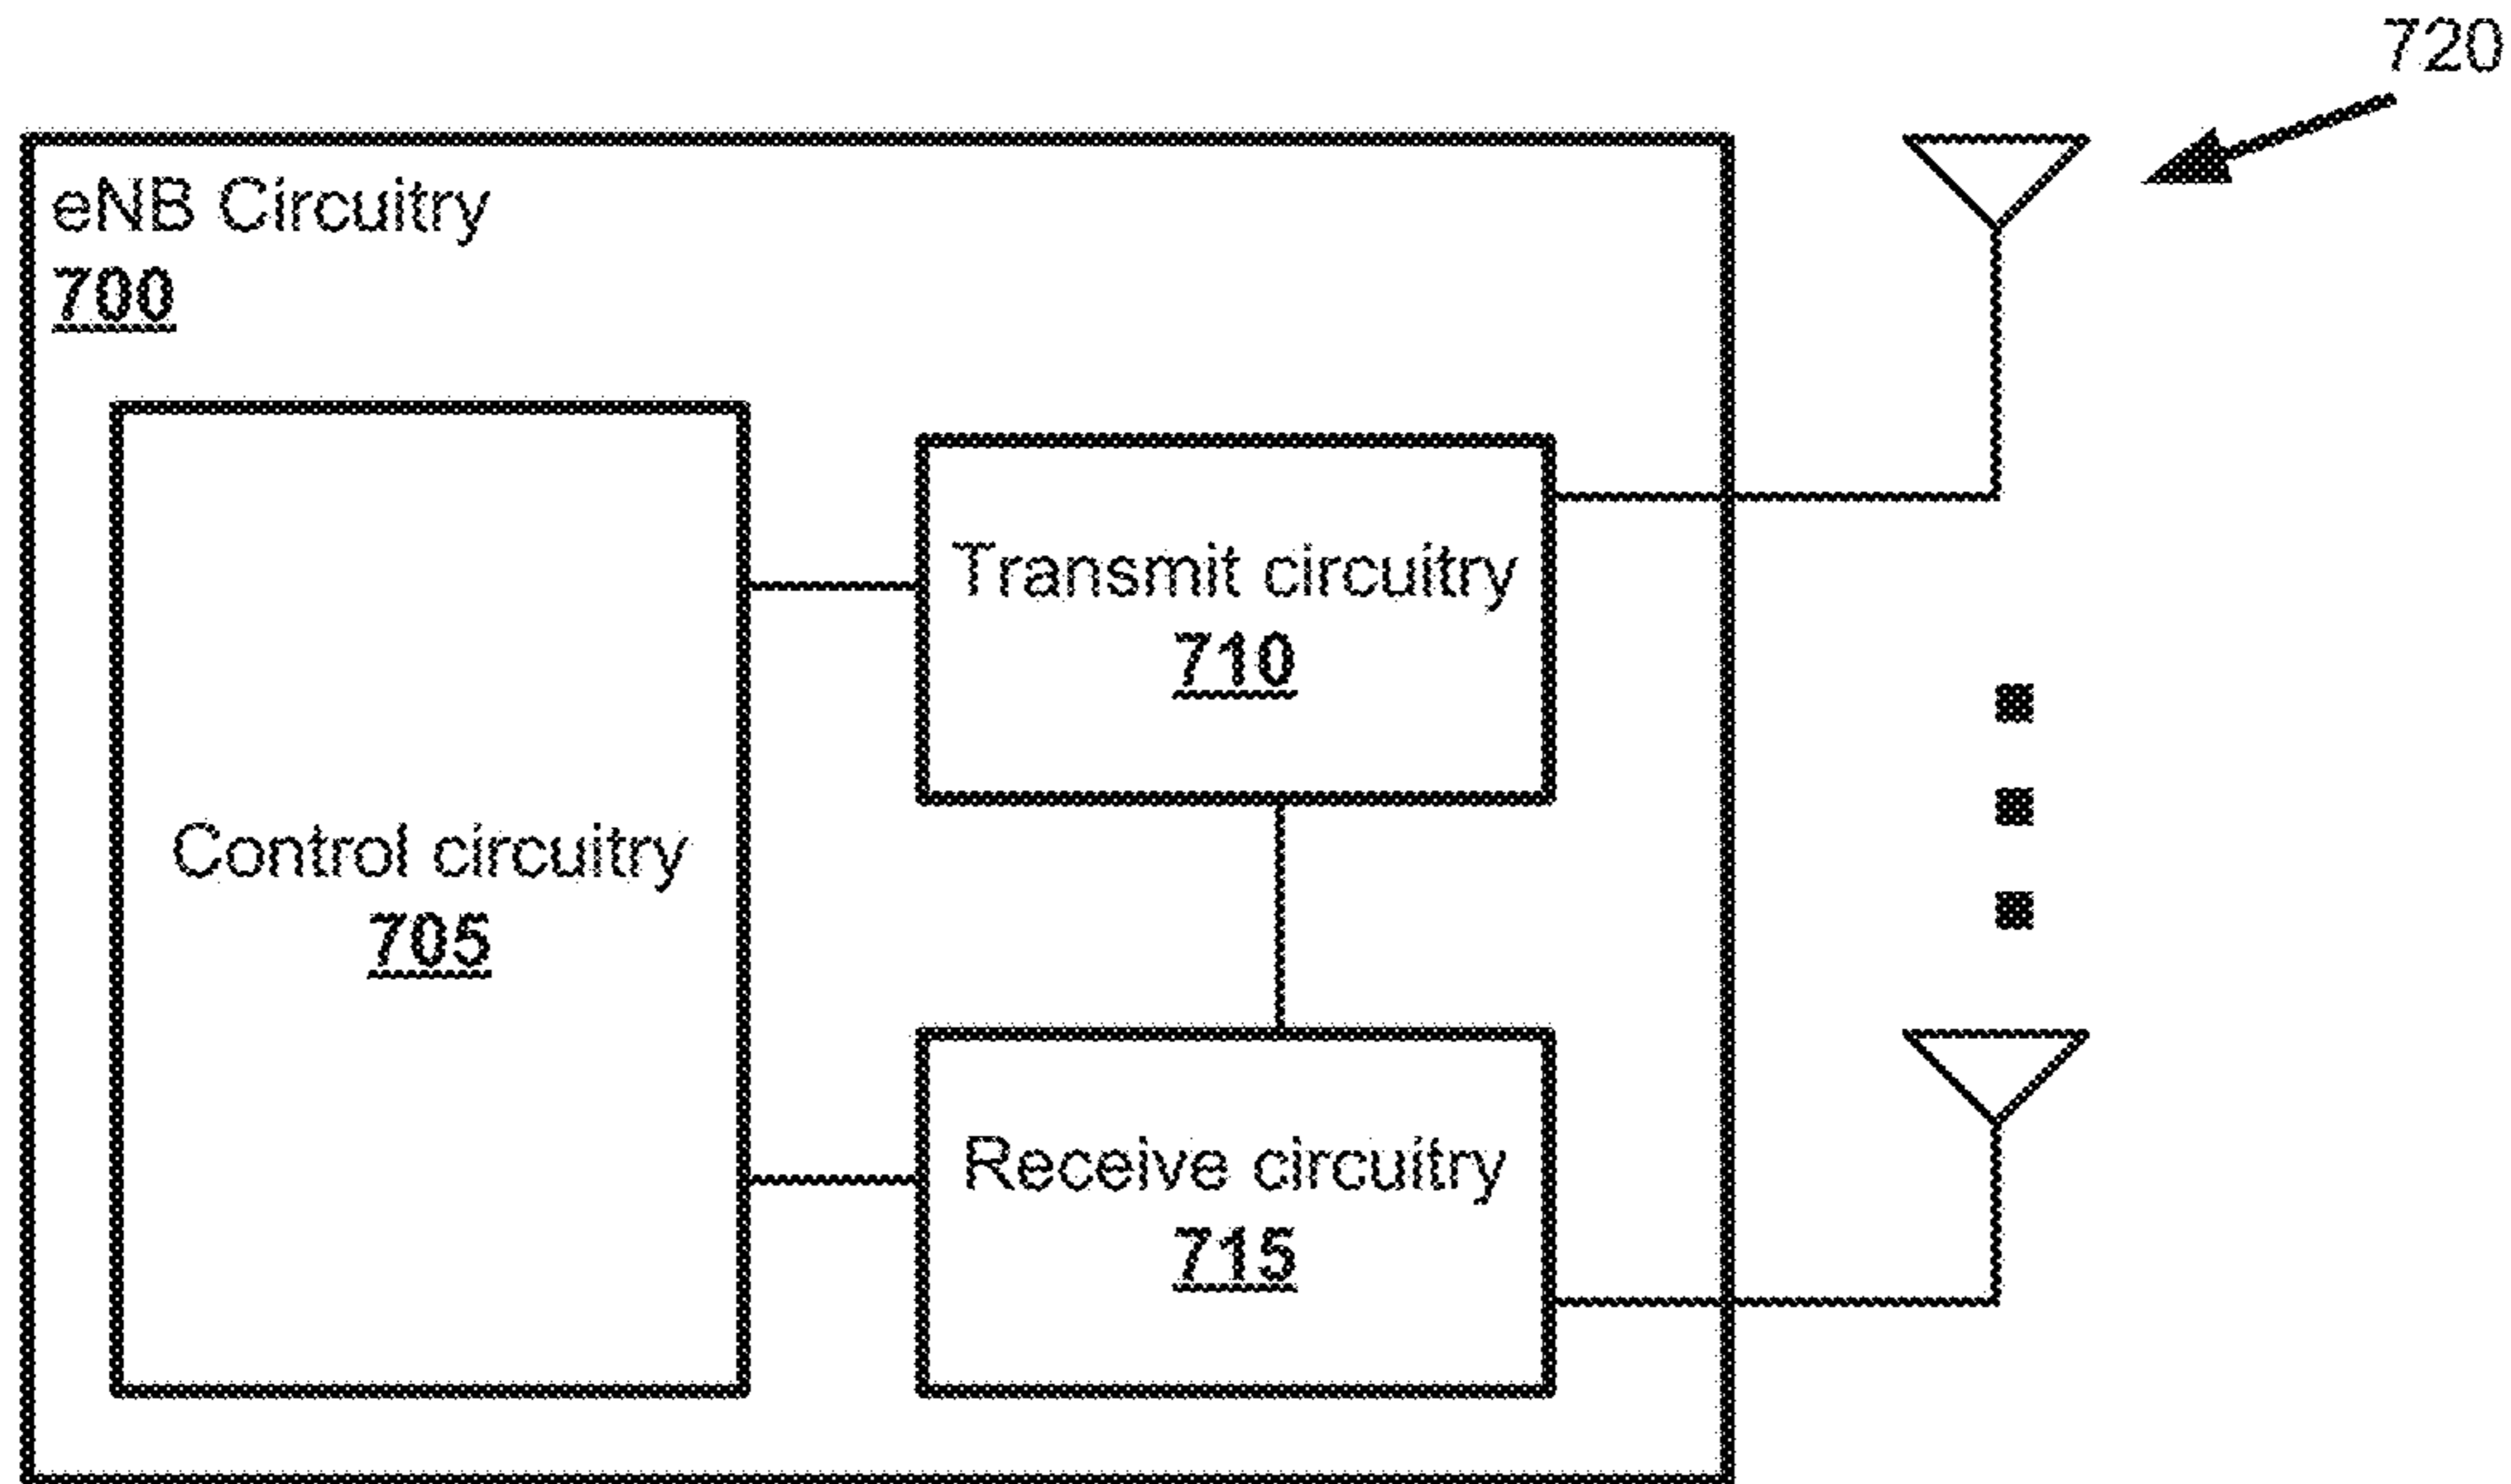 720
eNB Circuitry
700
Transmit circuitry
710
Control circuitry
705
Receive circuitry
715